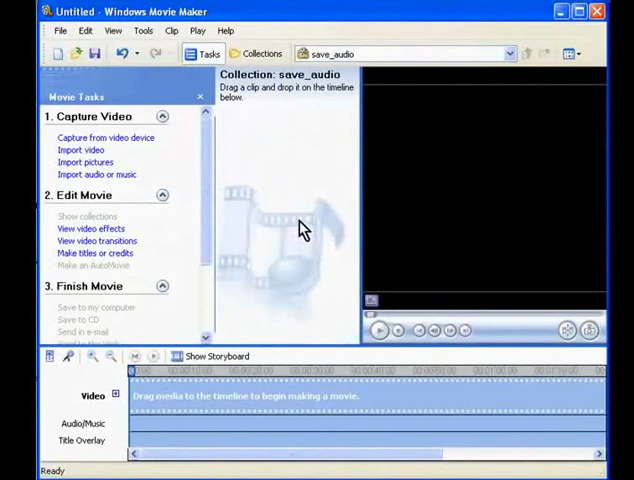 Untitled - Windows Movie Maker
File Edit View Tools Clip Play Help
Tasks Collections save_audio
Collection: save_audio
Drag a clip and drop it on the timeline
below.
Movie Tasks
1. Capture Video
Capture from video device
Import video
Import pictures
Import audio or music
2. Edit Movie
Show collections
View video effects
View video transitions
Make titles or credits
Make an AutoMovie
3. Finish Movie
Save to my computer
Save to CD
Send in e-mail
Show Storyboard
Video
Drag media to the timeline to begin making a movie.
Audio/Music
Title Overlay
Ready